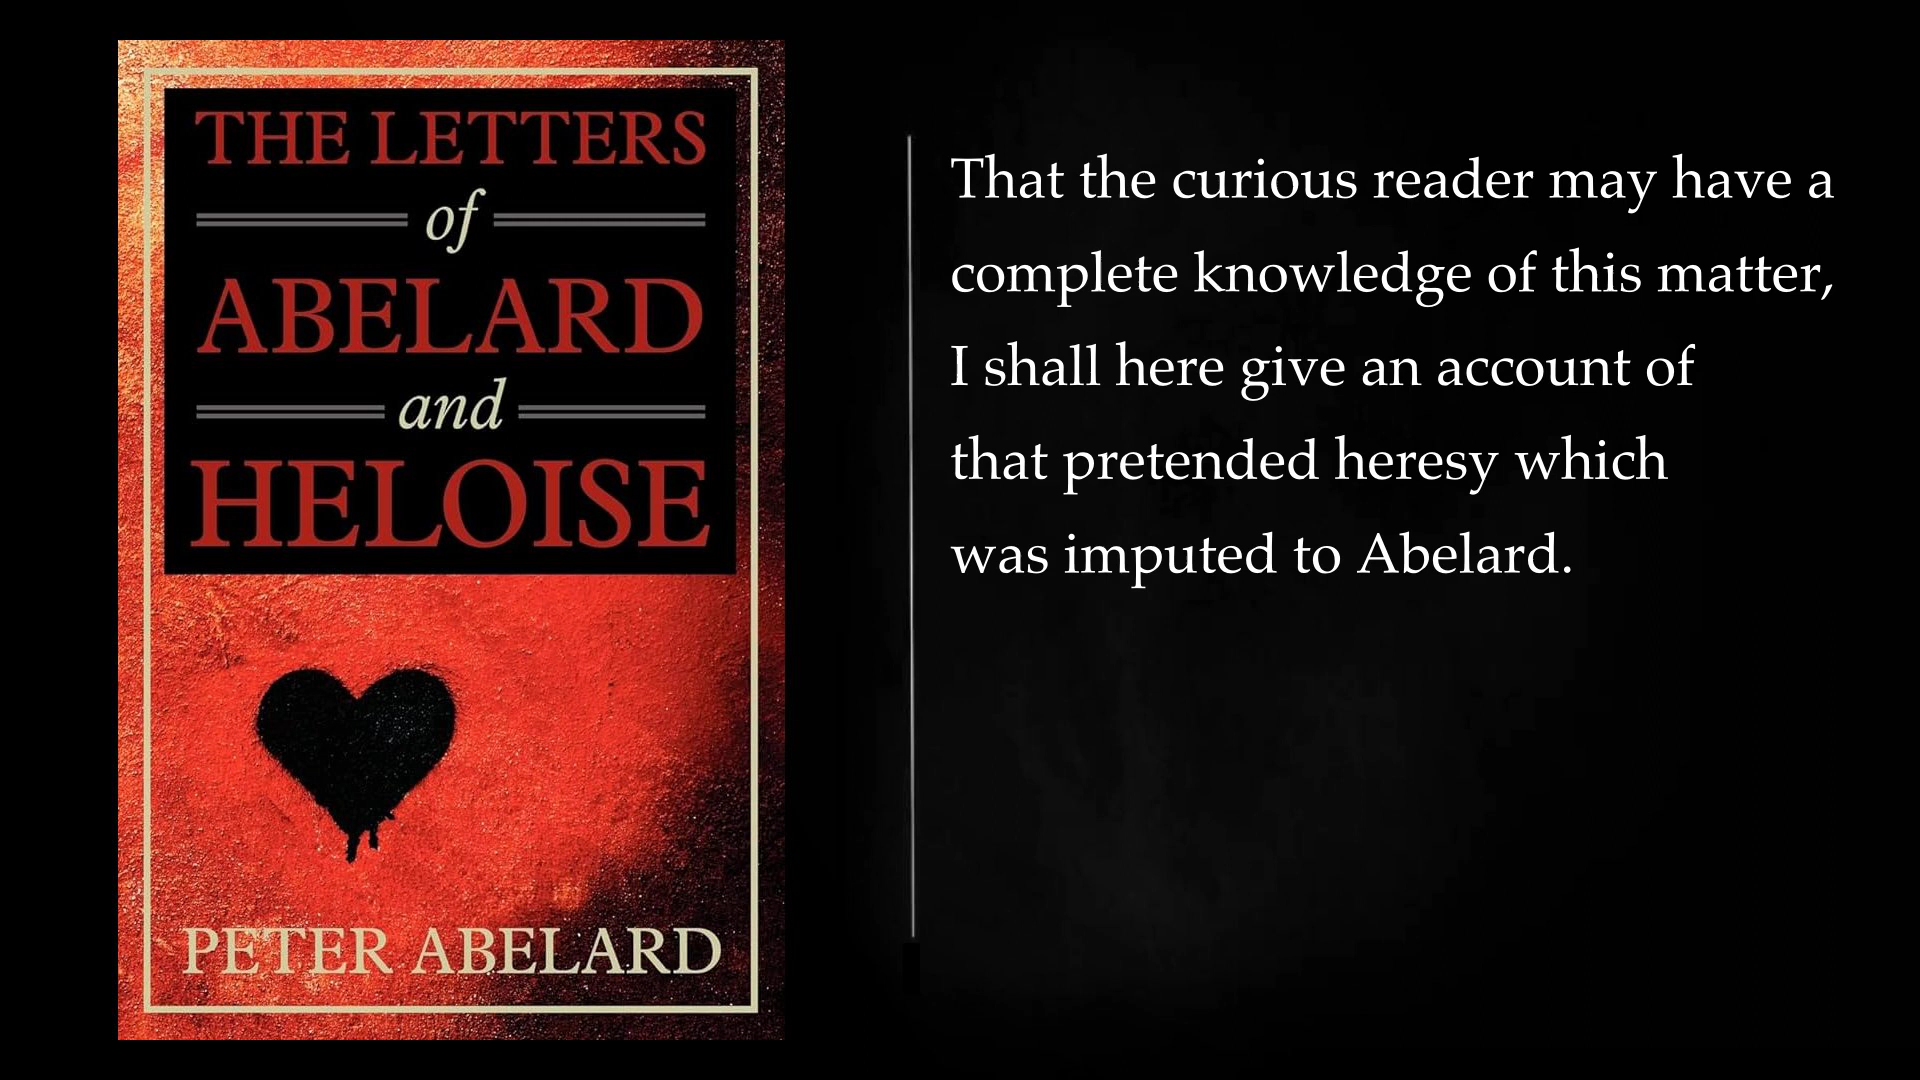 THE LETTERS
of
ABELARD
and
HELOISE
PETER ABELARD
That the curious reader may have a
complete knowledge of this matter,
I shall here give an account of
that pretended heresy which
was imputed to Abelard.